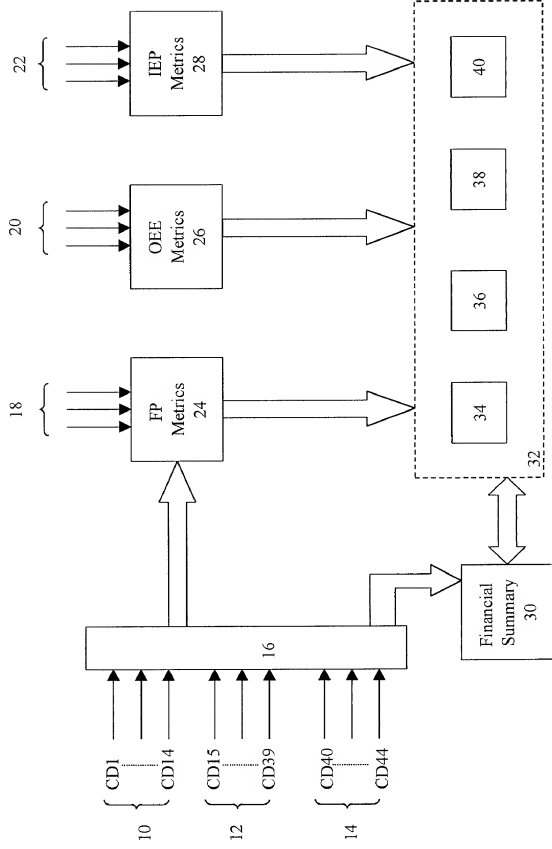 22
20
18
IEP
Metrics
28
OEE
Metrics
26
FP
Metrics
24
40
38
36
34
32
16
Financial
Summary
30
CD1
CD14
CD15
CD39
CD40
CD44
10
12
14